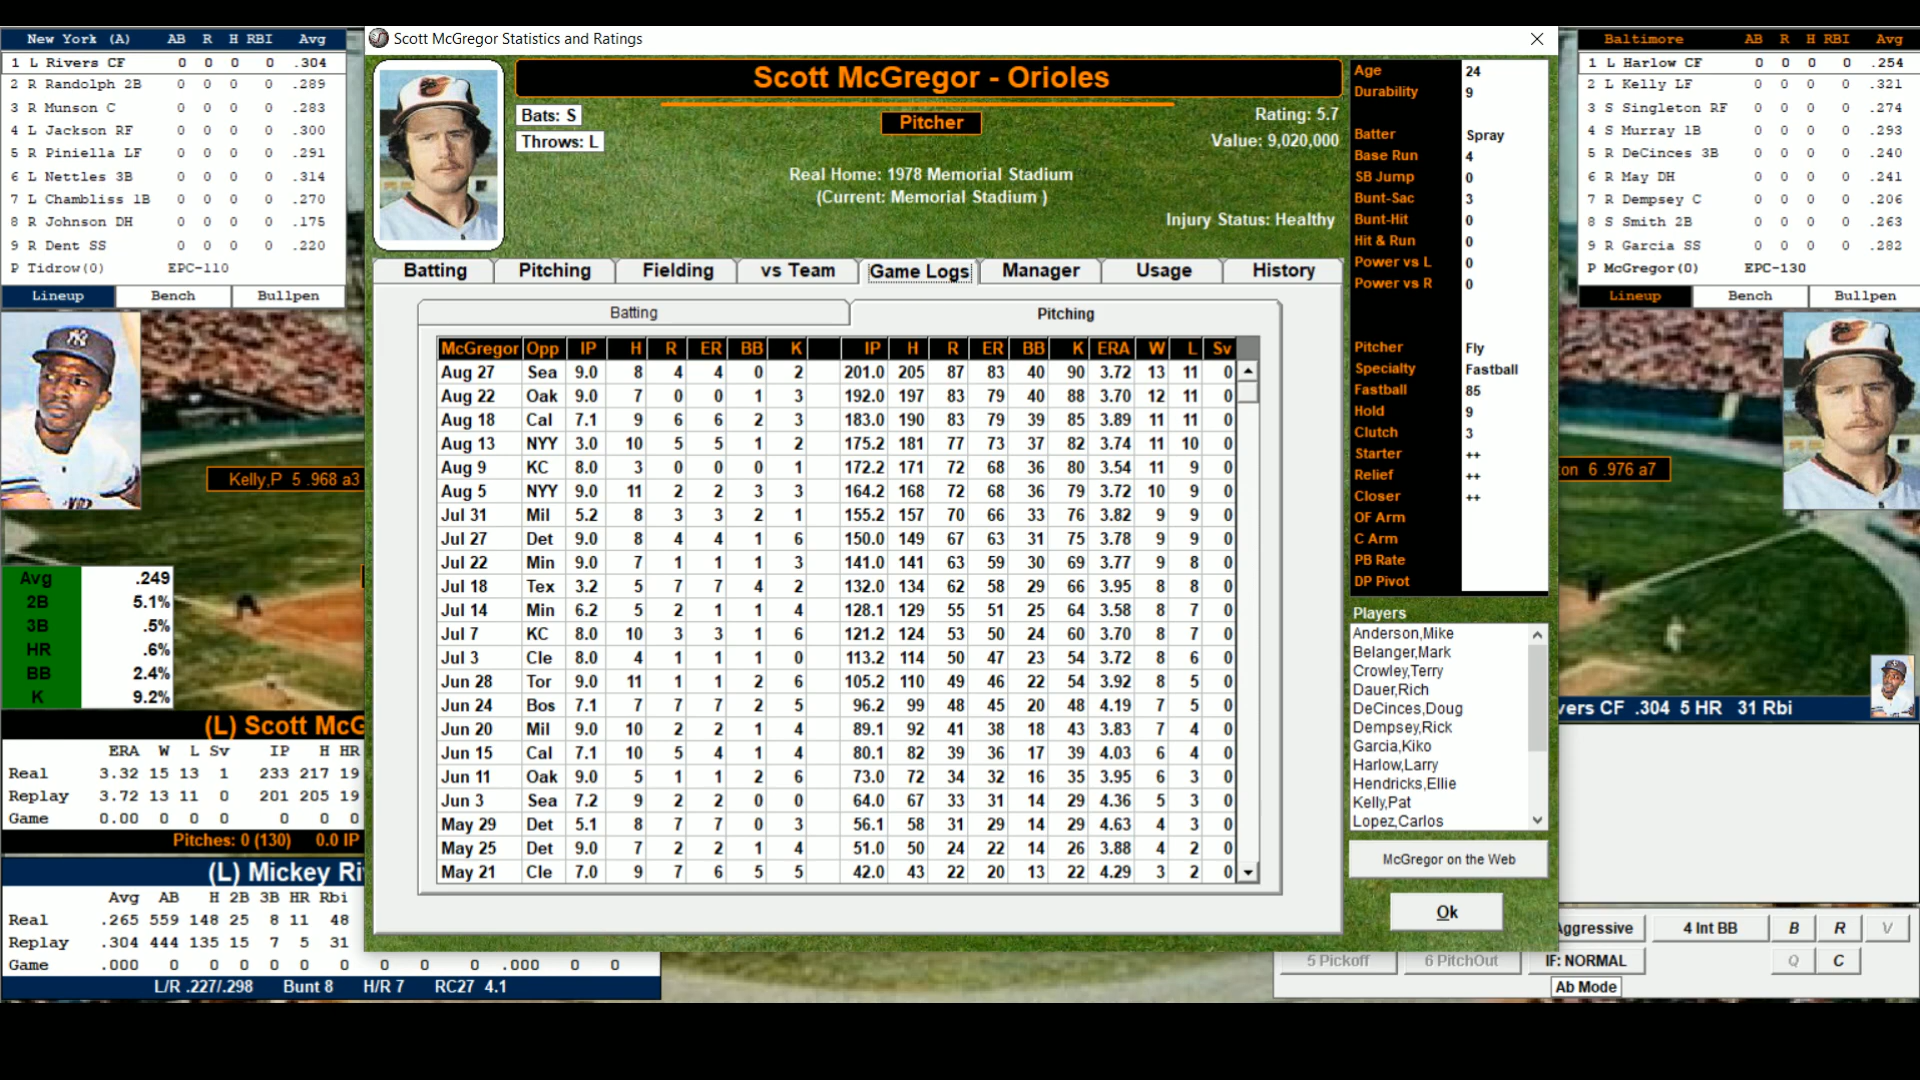 Scott McGregor Statistics and Ratings
New York (A) AB R H RBI Avg
1 L Rivers CF 0 0 0 0 .304
2 R Randolph 2B 0 0 0 0 .289
3 R Munson C 0 0 0 0 .283
4 L Jackson RF 0 0 0 0 .300
5 R Piniella LF 0 0 0 0 .291
6 L Nettles 3B 0 0 0 0 .314
7 L Chambliss 1B 0 0 0 0 .270
8 R Johnson DH 0 0 0 0 .175
9 R Dent SS 0 0 0 0 .220
P Tidrow(0) EPC-110
Lineup Bench Bullpen
Kelly,P 5 .968 a3
Avg .249
2B 5.1%
3B .5%
HR .6%
BB 2.4%
K 9.2%
(L) Scott McG
ERA W L Sv IP H HR
Real 3.32 15 13 1 233 217 19
Replay 3.72 13 11 0 201 205 19
Game 0.00 0 0 0 0 0 0
Pitches: 0 (130) 0.0 IP
(L) Mickey Ri
Avg AB H 2B 3B HR Rbi
Real .265 559 148 25 8 11 48
Replay .304 444 135 15 7 5 31
Game .000 0 0 0 0 0 0 0 0 .000 0 0
L/R .227/.298 Bunt 8 H/R 7 RC27 4.1
Scott McGregor - Orioles
Bats: S
Throws: L
Pitcher
Rating: 5.7
Value: 9,020,000
Real Home: 1978 Memorial Stadium
(Current: Memorial Stadium )
Injury Status: Healthy
Batting Pitching Fielding vs Team Game Logs Manager Usage History
Batting Pitching
McGregor Opp IP H R ER BB K IP H R ER BB K ERA W L Sv
Aug 27 Sea 9.0 8 4 4 0 2 201.0 205 87 83 40 90 3.72 13 11 0
Aug 22 Oak 9.0 7 0 0 1 3 192.0 197 83 79 40 88 3.70 12 11 0
Aug 18 Cal 7.1 9 6 6 2 3 183.0 190 83 79 39 85 3.89 11 11 0
Aug 13 NYY 3.0 10 5 5 1 2 175.2 181 77 73 37 82 3.74 11 10 0
Aug 9 KC 8.0 3 0 0 0 1 172.2 171 72 68 36 80 3.54 11 9 0
Aug 5 NYY 9.0 11 2 2 3 3 164.2 168 72 68 36 79 3.72 10 9 0
Jul 31 Mil 5.2 8 3 3 2 1 155.2 157 70 66 33 76 3.82 9 9 0
Jul 27 Det 9.0 8 4 4 1 6 150.0 149 67 63 31 75 3.78 9 9 0
Jul 22 Min 9.0 7 1 1 1 3 141.0 141 63 59 30 69 3.77 9 8 0
Jul 18 Tex 3.2 5 7 7 4 2 132.0 134 62 58 29 66 3.95 8 8 0
Jul 14 Min 6.2 5 2 1 1 4 128.1 129 55 51 25 64 3.58 8 7 0
Jul 7 KC 8.0 10 3 3 1 6 121.2 124 53 50 24 60 3.70 8 7 0
Jul 3 Cle 8.0 4 1 1 1 0 113.2 114 50 47 23 54 3.72 8 6 0
Jun 28 Tor 9.0 11 1 1 2 6 105.2 110 49 46 22 54 3.92 8 5 0
Jun 24 Bos 7.1 7 7 7 2 5 96.2 99 48 45 20 48 4.19 7 5 0
Jun 20 Mil 9.0 10 2 2 1 4 89.1 92 41 38 18 43 3.83 7 4 0
Jun 15 Cal 7.1 10 5 4 1 4 80.1 82 39 36 17 39 4.03 6 4 0
Jun 11 Oak 9.0 5 1 1 2 6 73.0 72 34 32 16 35 3.95 6 3 0
Jun 3 Sea 7.2 9 2 2 0 0 64.0 67 33 31 14 29 4.36 5 3 0
May 29 Det 5.1 8 7 7 0 3 56.1 58 31 29 14 29 4.63 4 3 0
May 25 Det 9.0 7 2 2 1 4 51.0 50 24 22 14 26 3.88 4 2 0
May 21 Cle 7.0 9 7 6 5 5 42.0 43 22 20 13 22 4.29 3 2 0
Age 24
Durability 9
Batter Spray
Base Run 4
SB Jump 0
Bunt-Sac 3
Bunt-Hit 0
Hit & Run 0
Power vs L 0
Power vs R 0
Pitcher Fly
Specialty Fastball
Fastball 85
Hold 9
Clutch 3
Starter ++
Relief ++
Closer ++
OF Arm
C Arm
PB Rate
DP Pivot
Players
Anderson,Mike
Belanger,Mark
Crowley,Terry
Dauer,Rich
DeCinces,Doug
Dempsey,Rick
Garcia,Kiko
Harlow,Larry
Hendricks,Ellie
Kelly,Pat
Lopez,Carlos
McGregor on the Web
Ok
Baltimore AB R H RBI Avg
1 L Harlow CF 0 0 0 0 .254
2 L Kelly LF 0 0 0 0 .321
3 S Singleton RF 0 0 0 0 .274
4 S Murray 1B 0 0 0 0 .293
5 R DeCinces 3B 0 0 0 0 .240
6 R May DH 0 0 0 0 .241
7 R Dempsey C 0 0 0 0 .206
8 S Smith 2B 0 0 0 0 .263
9 R Garcia SS 0 0 0 0 .282
P McGregor(0) EPC-130
Lineup Bench Bullpen
on 6 .976 a7
vers CF .304 5 HR 31 Rbi
Aggressive 4 Int BB B R V
5 Pickoff 6 PitchOut IF: NORMAL Q C
Ab Mode